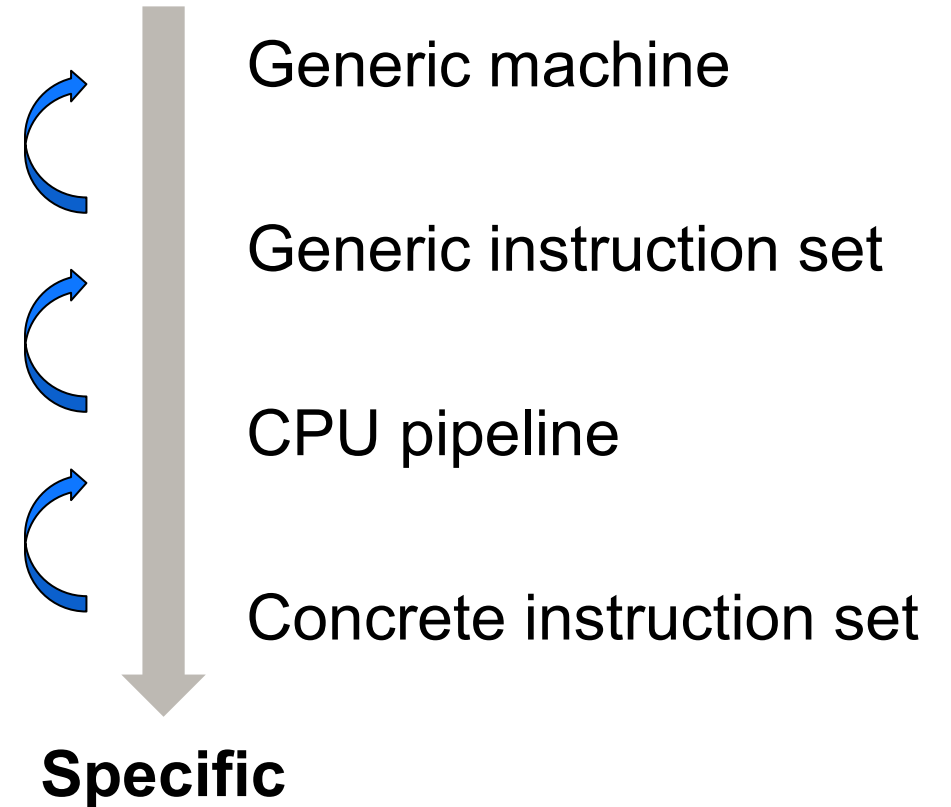 Generic machine
Generic instruction set
CPU pipeline
Concrete instruction set
Specific